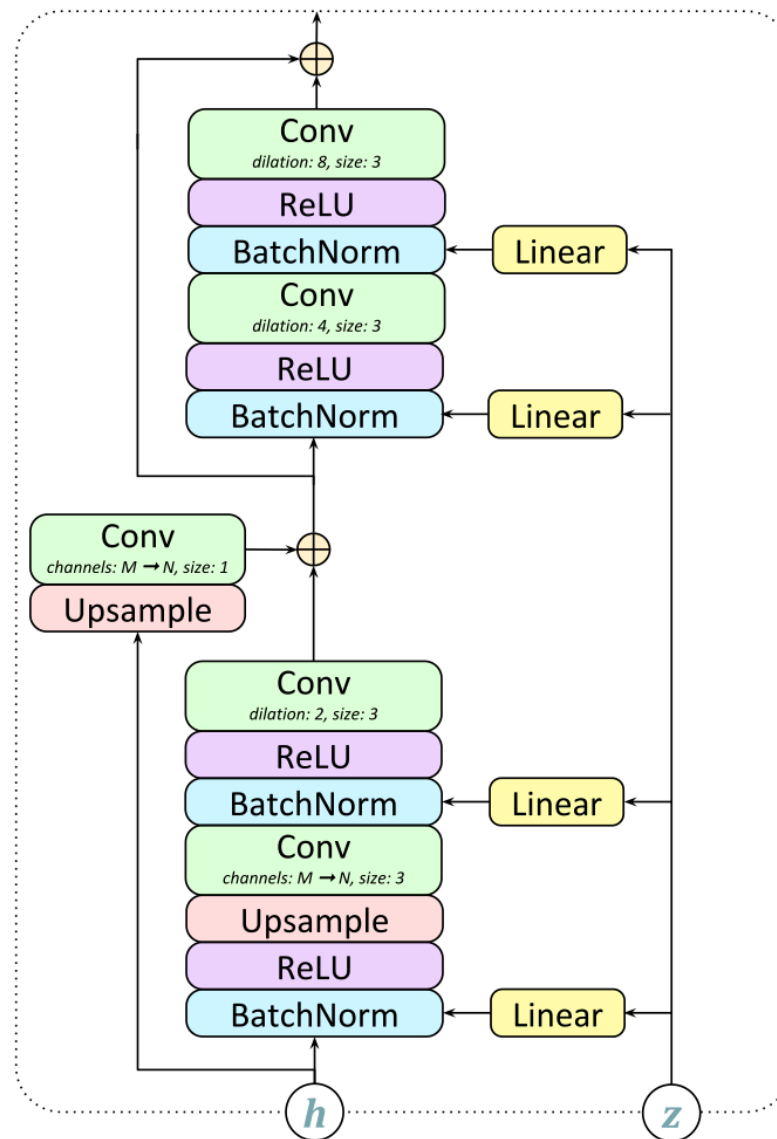 Conv
dilation: 8, size: 3
ReLU
BatchNorm
Linear
Conv
dilation: 4, size: 3
ReLU
BatchNorm
Linear
Conv
channels: M → N, size: 1
Upsample
Conv
dilation: 2, size: 3
ReLU
BatchNorm
Linear
Conv
channels: M → N, size: 3
Upsample
ReLU
BatchNorm
Linear
h
z